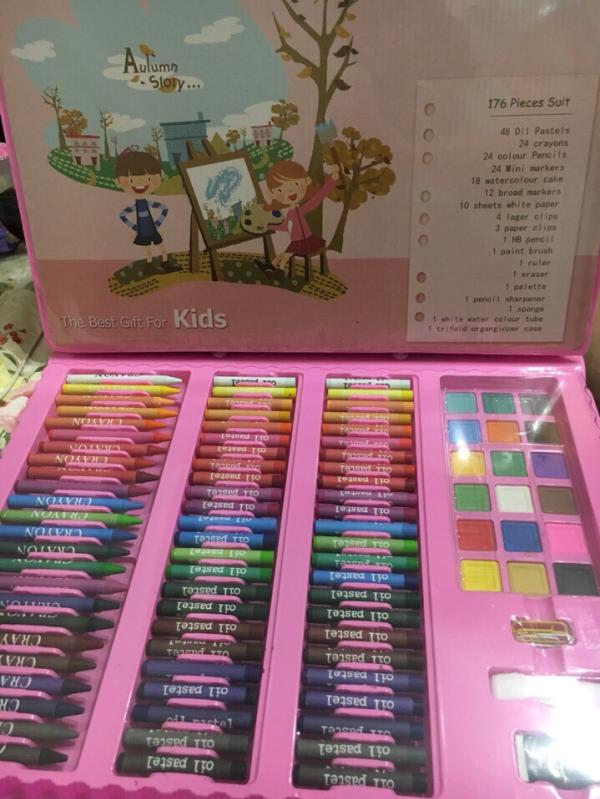 Autumn
Story...
176 Pieces Suit
48 Oil Pastels
24 crayons
24 colour Pencils
24 Mini markers
18 watercolour cake
12 broad markers
10 sheets white paper
4 lager clips
3 paper clips
1 HB pencil
1 paint brush
1 ruler
1 eraser
1 palette
1 pencil sharpener
1 sponge
1 white water colour tube
1 trifold organginzer case
The Best Gift For Kids
CRAYON
CRAYON
CRAYON
CRAYON
CRAYON
CRAYON
CRAYON
oil pastel
oil pastel
oil pastel
oil pastel
oil pastel
oil pastel
oil pastel
oil pastel
oil pastel
oil pastel